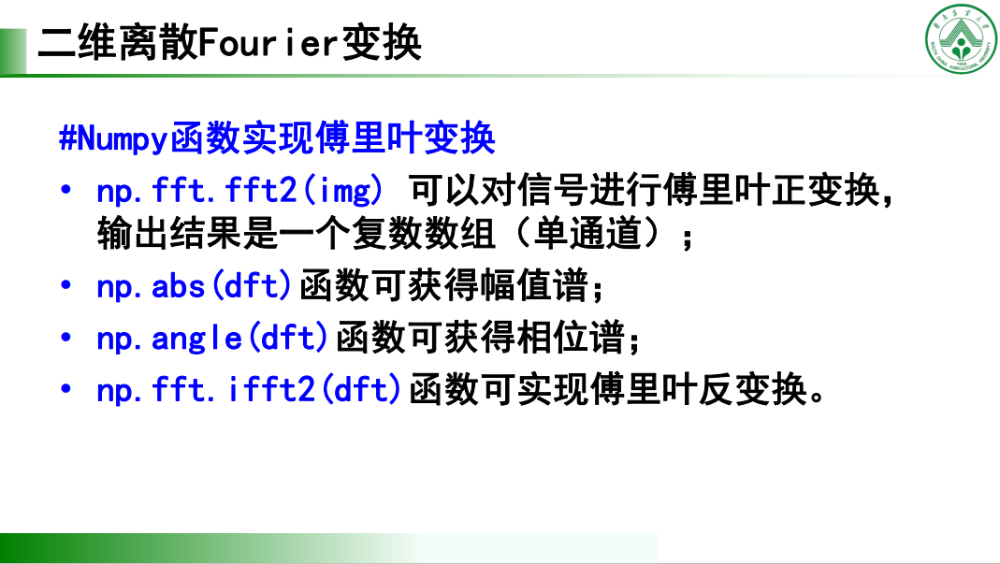 二维离散Fourier变换
华南农业大学
SOUTH CHINA AGRICULTURAL UNIVERSITY
1909
#Numpy函数实现傅里叶变换
• np.fft.fft2(img) 可以对信号进行傅里叶正变换，
输出结果是一个复数数组（单通道）；
• np.abs(dft)函数可获得幅值谱；
• np.angle(dft)函数可获得相位谱；
• np.fft.ifft2(dft)函数可实现傅里叶反变换。